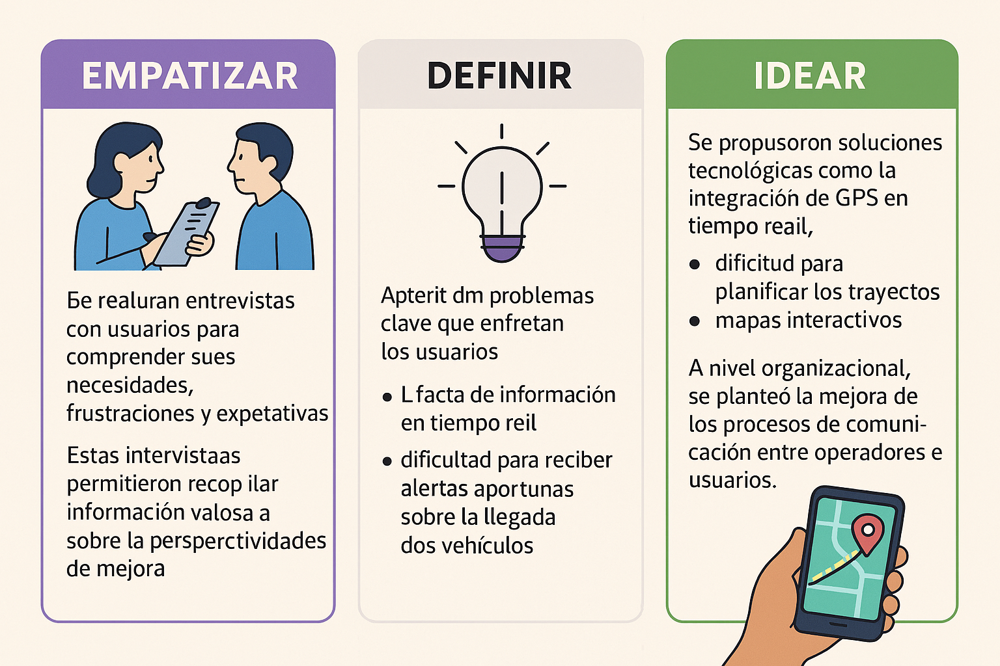 EMPATIZAR
Ƃe realuran entrevistas
con usuarios para
comprender sues
necesidades,
frustraciones y expetativas
Estas intervistaas
permitieron recop ilar
información valosa a
sobre la persperctividades
de mejora
DEFINIR
Apterit dm problemas
clave que enfretan
los usuarios
• L facta de información
en tiempo reil
• dificultad para reciber
alertas aportunas
sobre la llegada
dos vehículos
IDEAR
Se propusoron soluciones
tecnológicas como la
integración de GPS en
tiempo reail,
• dificitud para
planificar los trayectos
• mapas interactivos
A nivel organizacional,
se planteó la mejora de
los procesos de comuni-
cación entre operadores e
usuarios.